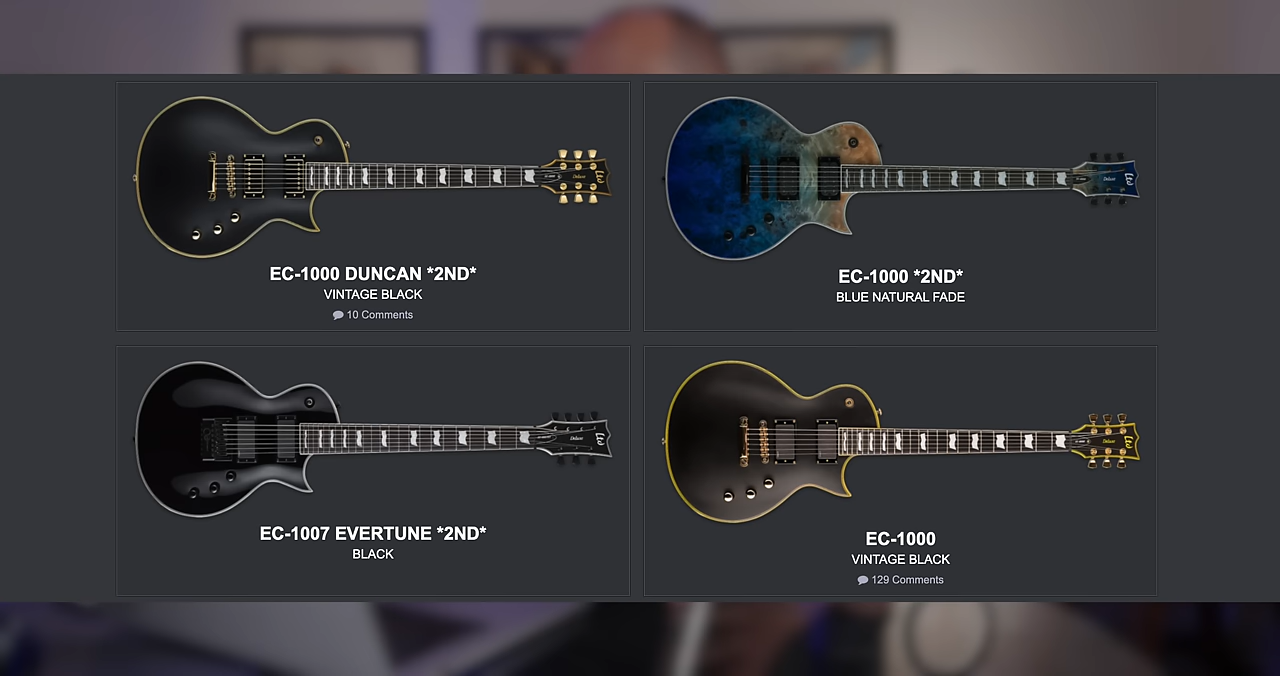 EC-1000 DUNCAN *2ND*
VINTAGE BLACK
10 Comments
EC-1000 *2ND*
BLUE NATURAL FADE
EC-1007 EVERTUNE *2ND*
BLACK
EC-1000
VINTAGE BLACK
129 Comments